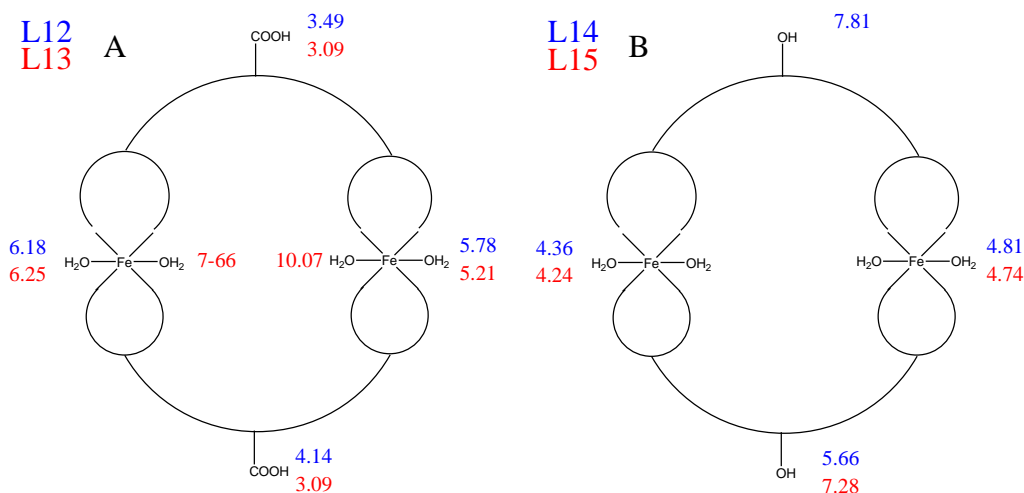 L12
L13
A
COOH
3.49
3.09
6.18
6.25
H2O Fe OH2
7-66
10.07
H2O Fe OH2
5.78
5.21
COOH
4.14
3.09
L14
L15
B
OH
7.81
4.36
4.24
H2O Fe OH2
H2O Fe OH2
4.81
4.74
OH
5.66
7.28